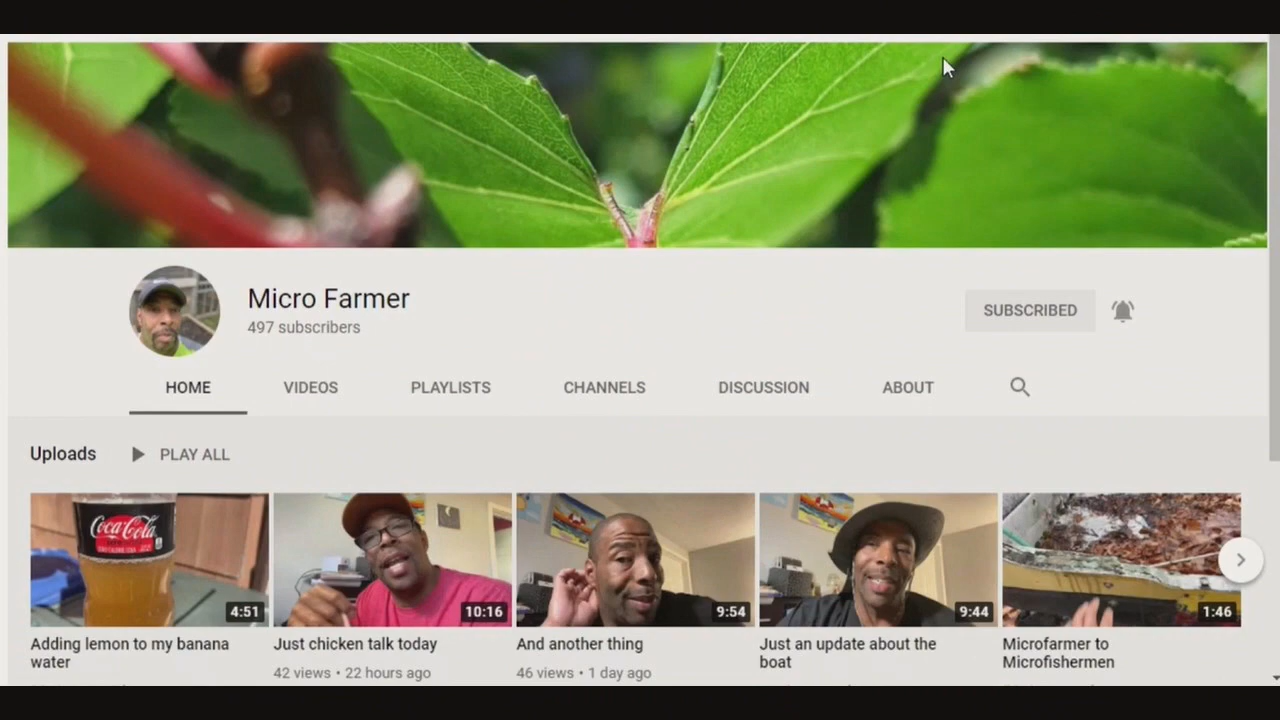 Micro Farmer
497 subscribers
SUBSCRIBED
HOME VIDEOS PLAYLISTS CHANNELS DISCUSSION ABOUT
Uploads PLAY ALL
Coca-Cola
4:51
10:16
9:54
9:44
1:46
Adding lemon to my banana
water
Just chicken talk today
42 views • 22 hours ago
And another thing
46 views • 1 day ago
Just an update about the
boat
Microfarmer to
Microfishermen